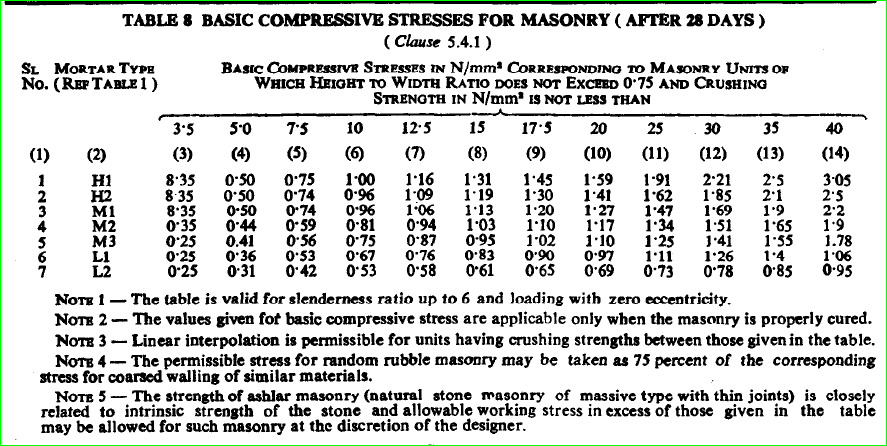 TABLE 8 BASIC COMPRESSIVE STRESSES FOR MASONRY ( AFTER 28 DAYS )
( Clause 5.4.1 )
SL MORTAR TYPE BASIC COMPRESSIVE STRESSES IN N/mm² CORRESPONDING TO MASONRY UNITS OF
NO. ( REF TABLE 1 ) WHICH HEIGHT TO WIDTH RATIO DOES NOT EXCEED 0·75 AND CRUSHING
STRENGTH IN N/mm² IS NOT LESS THAN
3·5 5·0 7·5 10 12·5 15 17·5 20 25 30 35 40
(1) (2) (3) (4) (5) (6) (7) (8) (9) (10) (11) (12) (13) (14)
1 H1 8·35 0·50 0·75 1·00 1·16 1·31 1·45 1·59 1·91 2·21 2·5 3·05
2 H2 8·35 0·50 0·74 0·96 1·09 1·19 1·30 1·41 1·62 1·85 2·1 2·5
3 M1 8·35 0·50 0·74 0·96 1·06 1·13 1·20 1·27 1·47 1·69 1·9 2·2
4 M2 0·35 0·44 0·59 0·81 0·94 1·03 1·10 1·17 1·34 1·51 1·65 1·9
5 M3 0·25 0.41 0·56 0·75 0·87 0·95 1·02 1·10 1·25 1·41 1·55 1.78
6 L1 0·25 0·36 0·53 0·67 0·76 0·83 0·90 0·97 1·11 1·26 1·4 1·06
7 L2 0·25 0·31 0·42 0·53 0·58 0·61 0·65 0·69 0·73 0·78 0·85 0·95
NOTE 1 — The table is valid for slenderness ratio up to 6 and loading with zero eccentricity.
NOTE 2 — The values given for basic compressive stress are applicable only when the masonry is properly cured.
NOTE 3 — Linear interpolation is permissible for units having crushing strengths between those given in the table.
NOTE 4 — The permissible stress for random rubble masonry may be taken as 75 percent of the corresponding
stress for coarsed walling of similar materials.
NOTE 5 — The strength of ashlar masonry (natural stone masonry of massive type with thin joints) is closely
related to intrinsic strength of the stone and allowable working stress in excess of those given in the table
may be allowed for such masonry at the discretion of the designer.